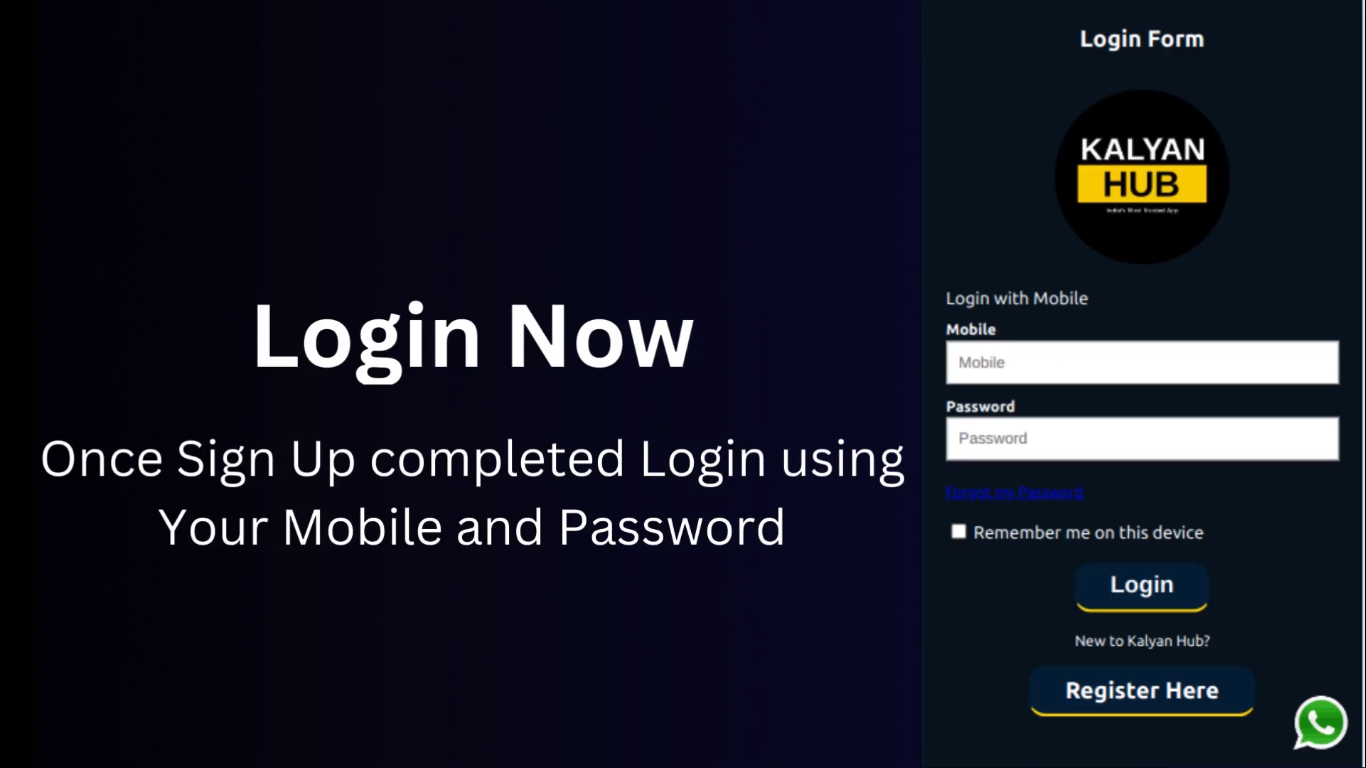 Login Now
Once Sign Up completed Login using
Your Mobile and Password
Login Form
KALYAN
HUB
India's Most Trusted App
Login with Mobile
Mobile
Mobile
Password
Password
Forgot my Password
Remember me on this device
Login
New to Kalyan Hub?
Register Here